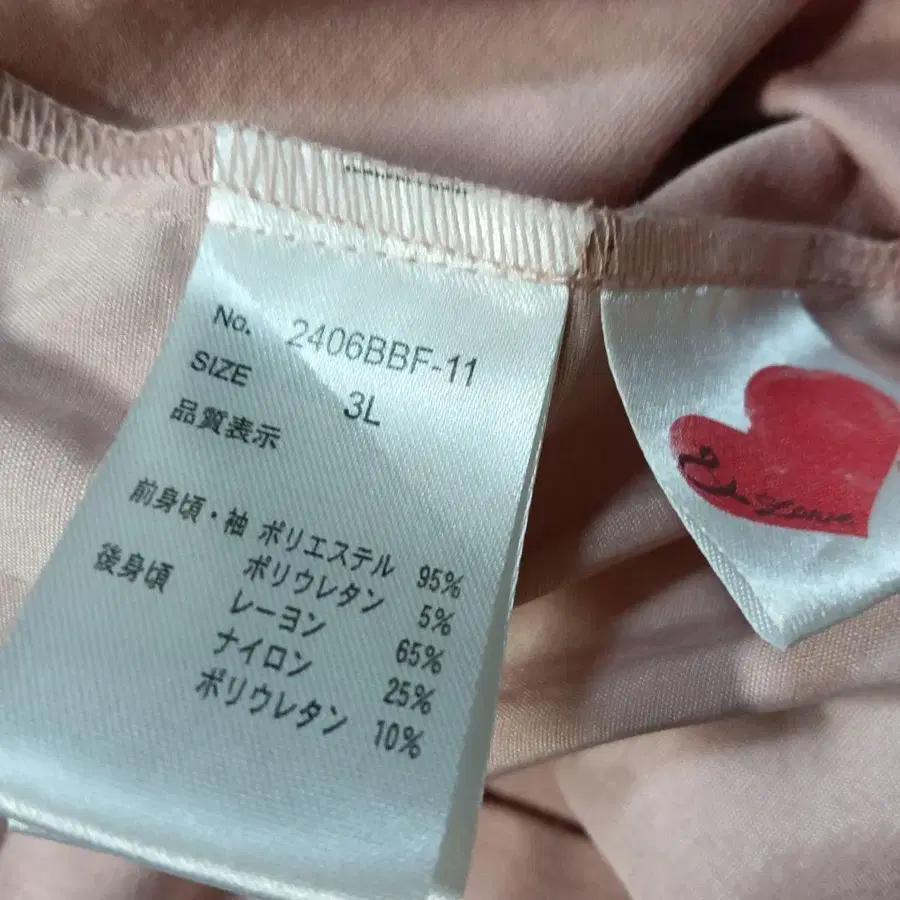 No. 2406BBF-11
SIZE 3L
品質表示
前身頃・袖 ポリエステル 95%
ポリウレタン 5%
後身頃 レーヨン 65%
ナイロン 25%
ポリウレタン 10%